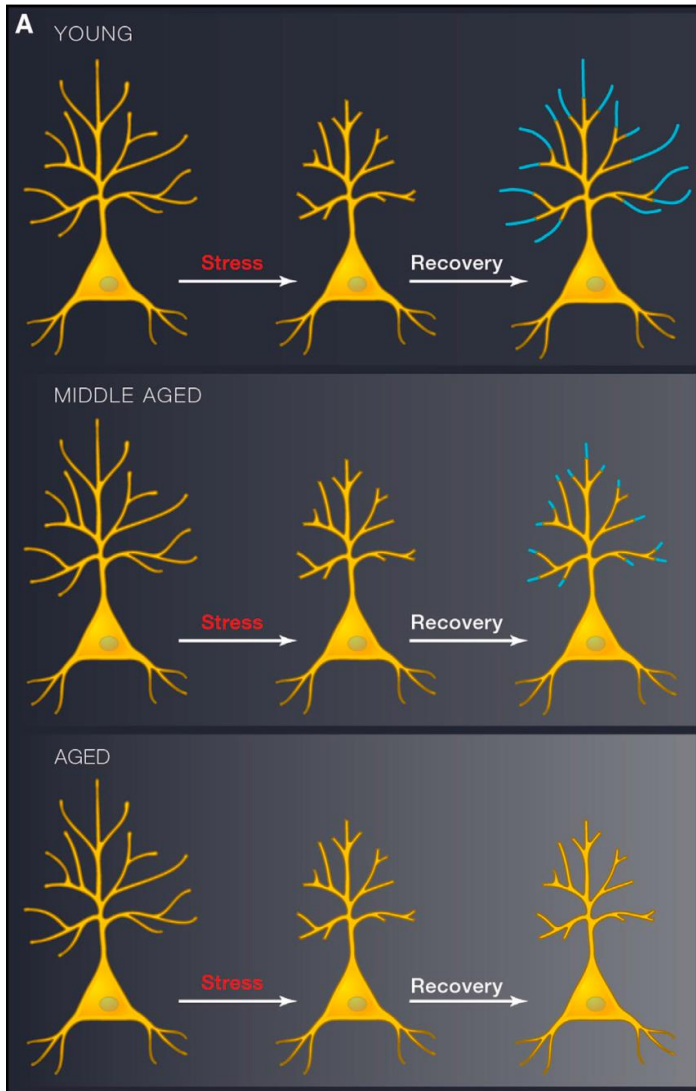 A
YOUNG
Stress
Recovery
MIDDLE AGED
Stress
Recovery
AGED
Stress
Recovery